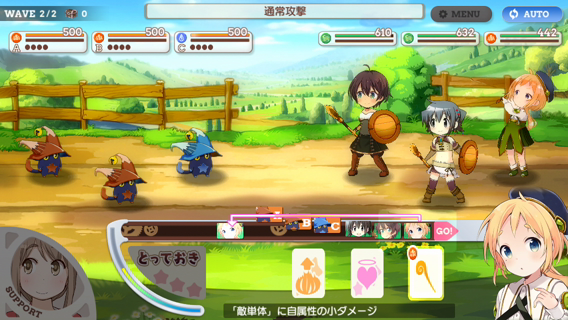 WAVE 2/2 0
通常攻撃
MENU
AUTO
500
500
500
610
632
442
A
B
C
B
C
GO!
とっておき
SUPPORT
「敵単体」に自属性の小ダメージ